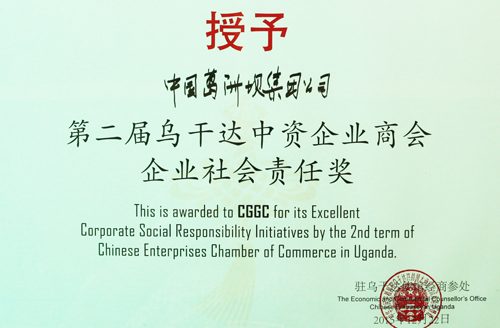 授予
中国葛洲坝集团公司
第二届乌干达中资企业商会
企业社会责任奖
This is awarded to CGGC for its Excellent
Corporate Social Responsibility Initiatives by the 2nd term of
Chinese Enterprises Chamber of Commerce in Uganda.
驻乌干达 商参处
The Economic and Counsellor's Office
in Uganda